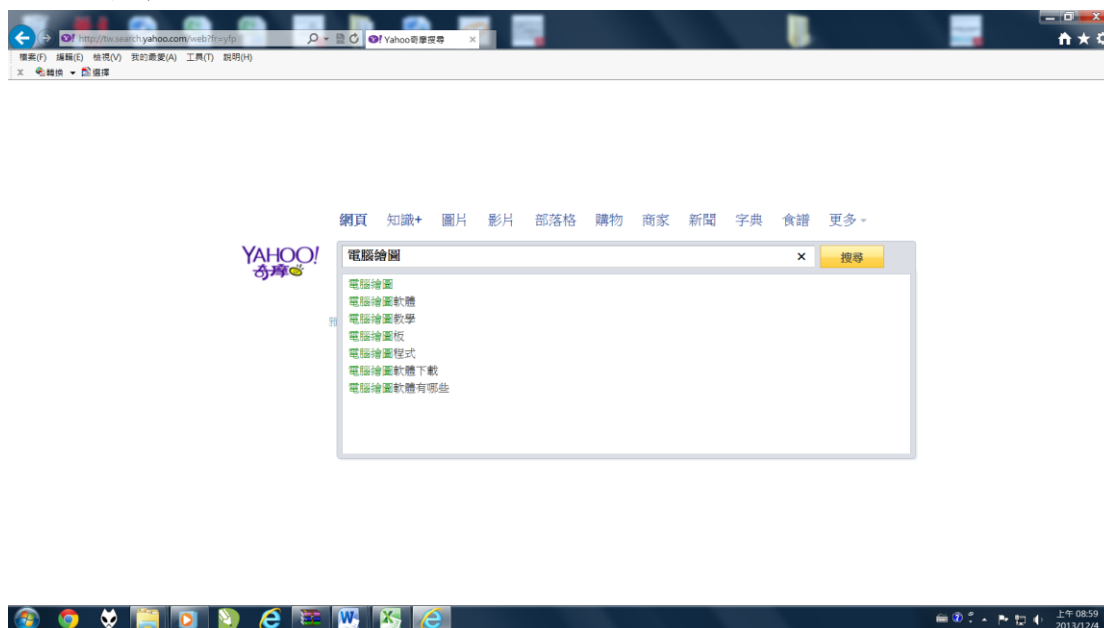 http://tw.search.yahoo.com/web?fr=yfp
Yahoo奇摩搜尋
檔案(F) 編輯(E) 檢視(V) 我的最愛(A) 工具(T) 說明(H)
x 轉換 選擇
網頁 知識+ 圖片 影片 部落格 購物 商家 新聞 字典 食譜 更多
YAHOO!
奇摩
電腦繪圖
搜尋
電腦繪圖
電腦繪圖軟體
電腦繪圖教學
電腦繪圖板
電腦繪圖程式
電腦繪圖軟體下載
電腦繪圖軟體有哪些
上午 08:59
2013/12/4